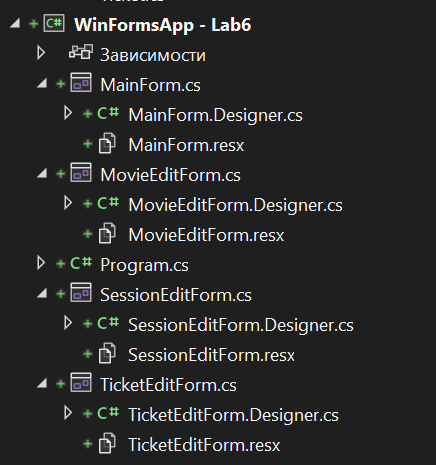 WinFormsApp - Lab6
Зависимости
MainForm.cs
C# MainForm.Designer.cs
MainForm.resx
MovieEditForm.cs
C# MovieEditForm.Designer.cs
MovieEditForm.resx
C# Program.cs
SessionEditForm.cs
C# SessionEditForm.Designer.cs
SessionEditForm.resx
TicketEditForm.cs
C# TicketEditForm.Designer.cs
TicketEditForm.resx